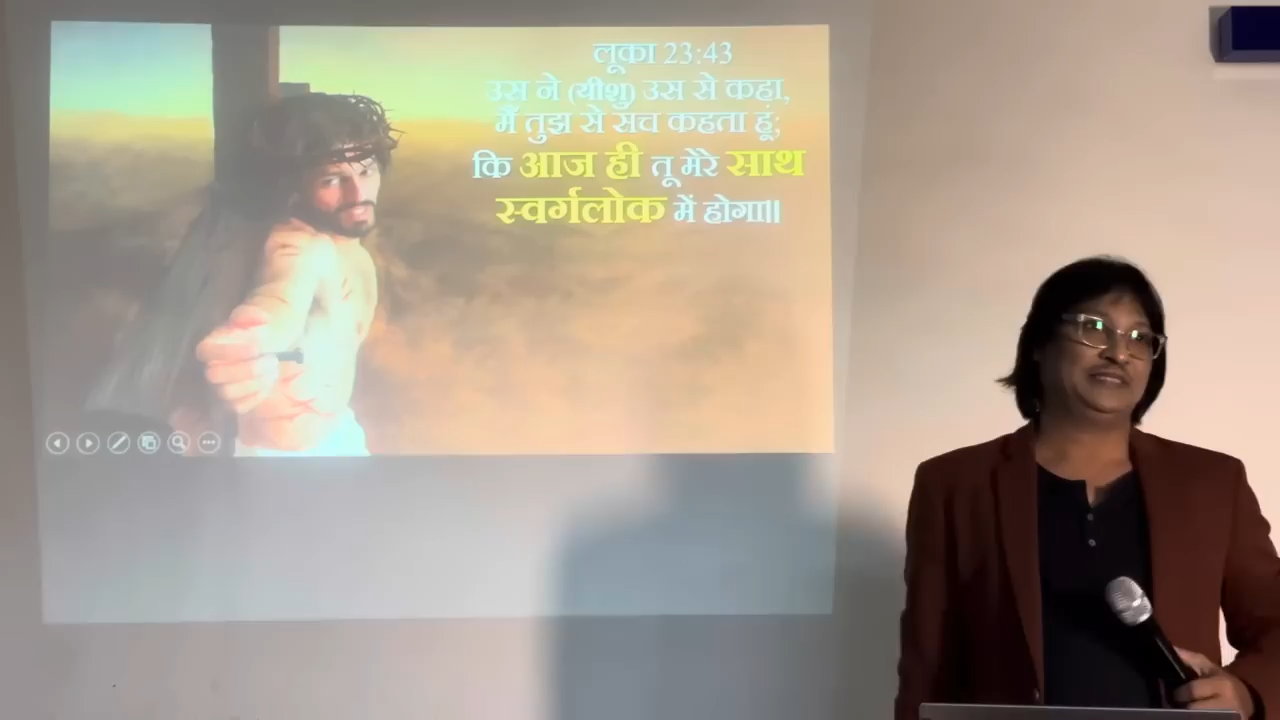 लूका 23:43
उस ने (यीशु) उस से कहा,
मैं तुझ से सच कहता हूं;
कि आज ही तू मेरे साथ
स्वर्गलोक में होगा॥